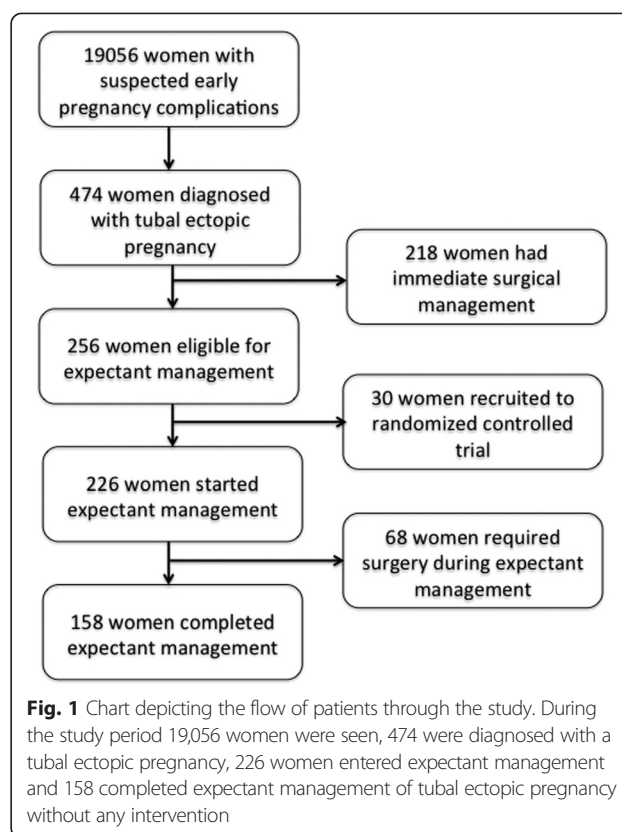 19056 women with
suspected early
pregnancy complications
474 women diagnosed
with tubal ectopic
pregnancy
218 women had
immediate surgical
management
256 women eligible for
expectant management
30 women recruited to
randomized controlled
trial
226 women started
expectant management
68 women required
surgery during expectant
management
158 women completed
expectant management
Fig. 1 Chart depicting the flow of patients through the study. During
the study period 19,056 women were seen, 474 were diagnosed with a
tubal ectopic pregnancy, 226 women entered expectant management
and 158 completed expectant management of tubal ectopic pregnancy
without any intervention